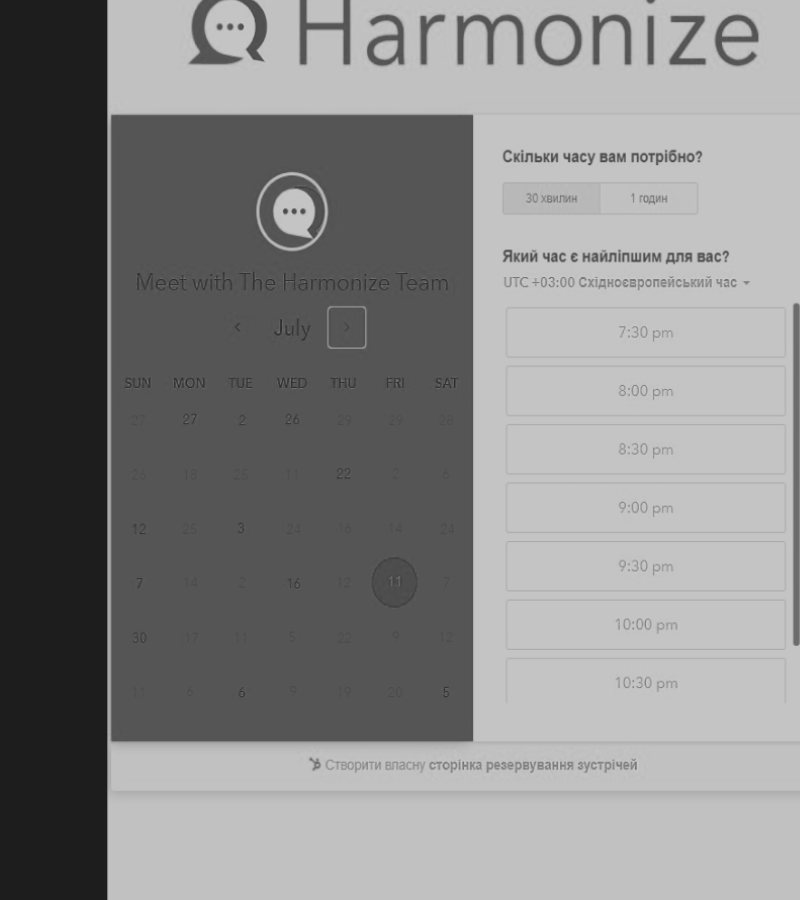 Harmonize
Meet with The Harmonize Team
July
SUN MON TUE WED THU FRI SAT
27 27 2 26 29 29 28
26 18 25 11 22 2 6
12 25 3 24 16 14 24
7 14 2 16 12 11 7
30 17 11 5 22 9 12
11 6 6 9 19 20 5
Скільки часу вам потрібно?
30 хвилин 1 годин
Який час є найліпшим для вас?
UTC +03:00 Східноєвропейський час
7:30 pm
8:00 pm
8:30 pm
9:00 pm
9:30 pm
10:00 pm
10:30 pm
Створити власну сторінка резервування зустрічей